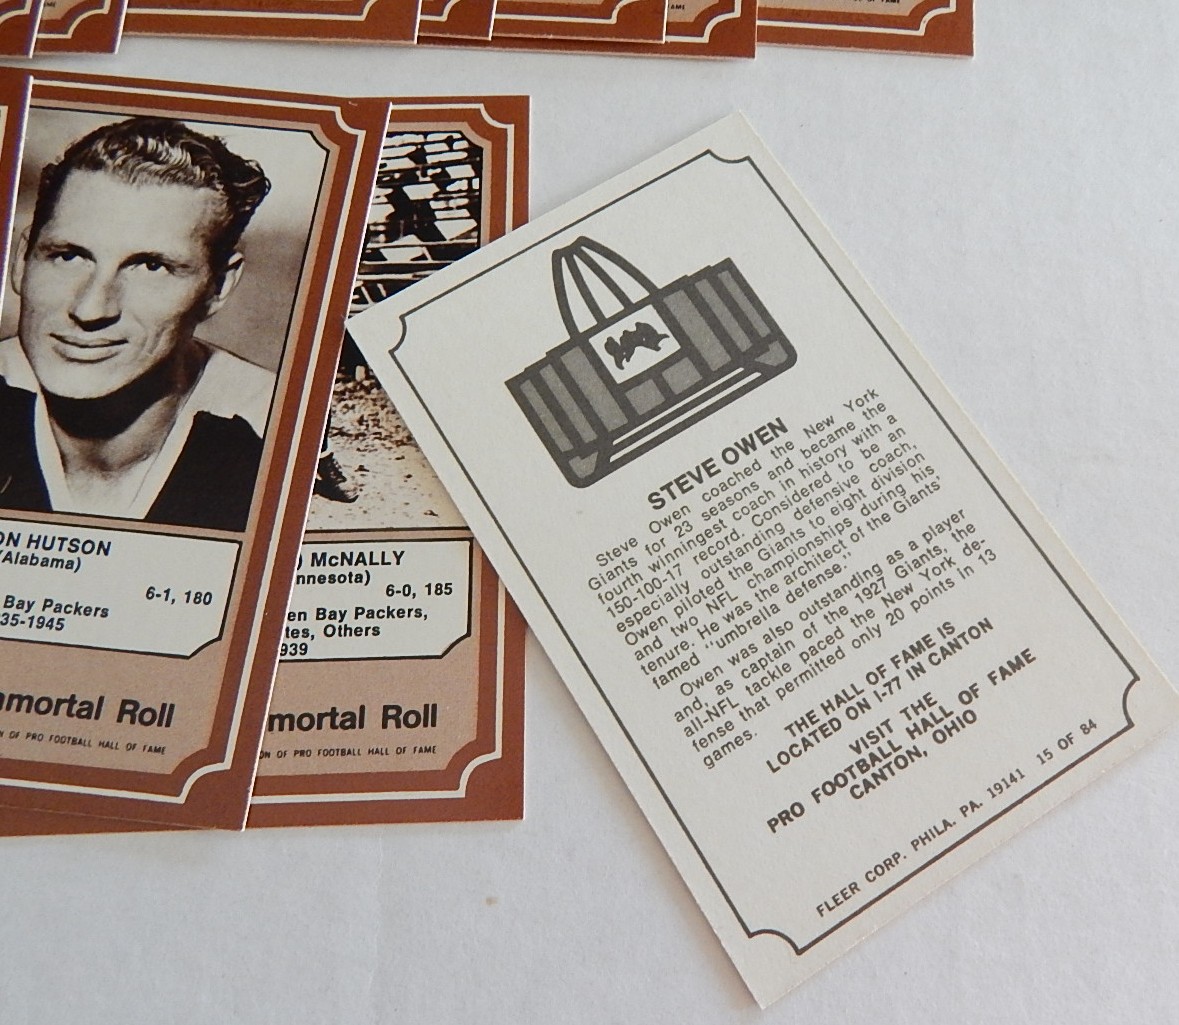 ON HUTSON
(Alabama)
6-1, 180
Bay Packers
35-1945
mortal Roll
OF PRO FOOTBALL HALL OF FAME
McNALLY
nnesota)
6-0, 185
en Bay Packers,
tes, Others
939
mortal Roll
ON OF PRO FOOTBALL HALL OF FAME
STEVE OWEN
Steve Owen coached the New York
Giants for 23 seasons and became the
fourth winningest coach in history with a
150-100-17 record. Considered to be an
especially outstanding defensive coach,
Owen piloted the Giants to eight division
and two NFL championships during his
tenure. He was the architect of the Giants'
famed "umbrella defense."
Owen was also outstanding as a player
and, as captain of the 1927 Giants, the
all-NFL tackle paced the New York de-
fense that permitted only 20 points in 13
games.
THE HALL OF FAME IS
LOCATED ON I-77 IN CANTON
VISIT THE
PRO FOOTBALL HALL OF FAME
CANTON, OHIO
FLEER CORP. PHILA. PA. 19141 15 OF 84